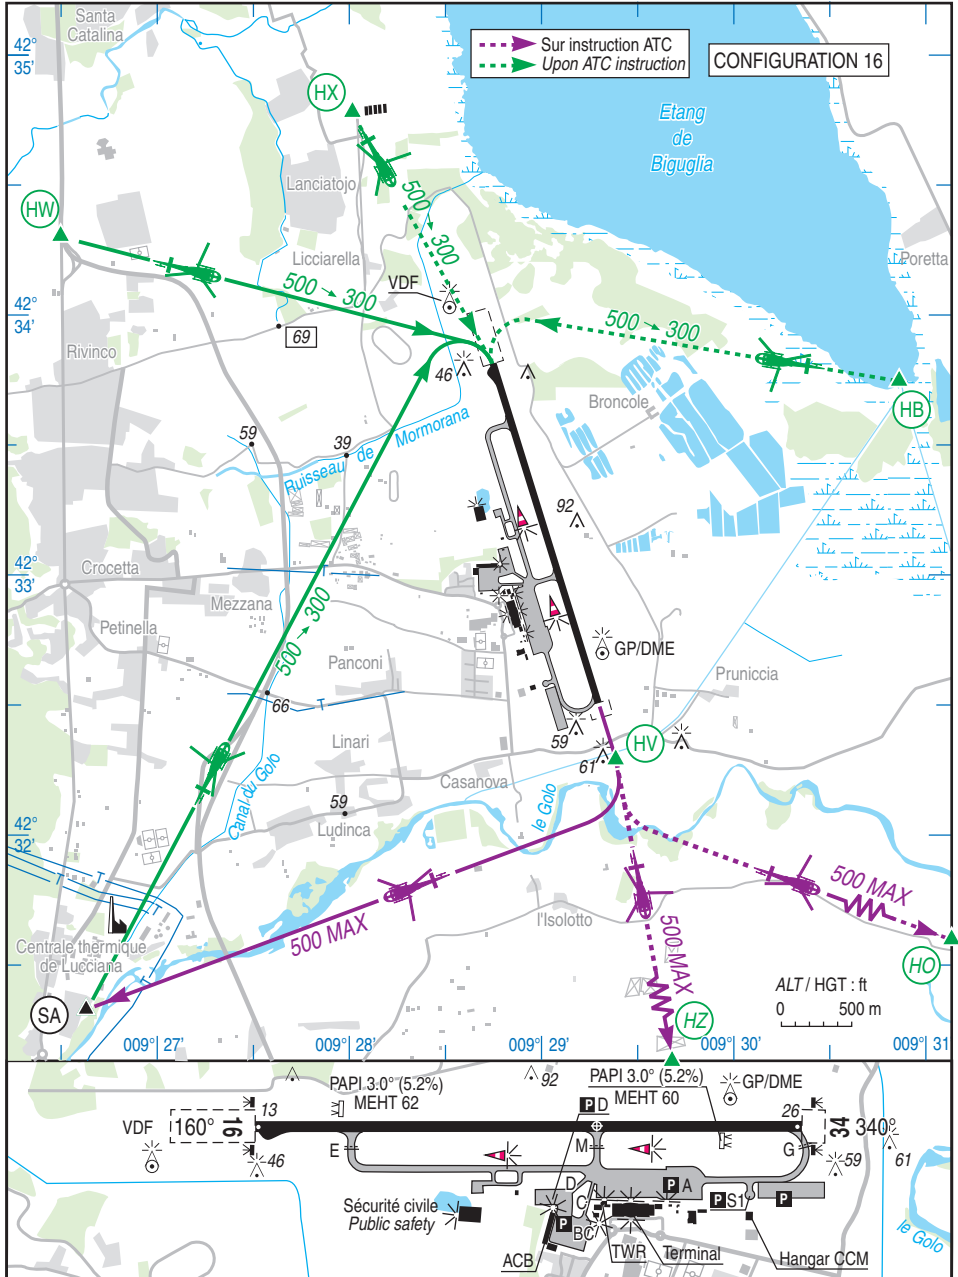 Santa
Catalina
42°
35'
HX
Sur instruction ATC
Upon ATC instruction
CONFIGURATION 16
Etang
de
Biguglia
Lanciatojo
500 → 300
HW
Licciarella
VDF
Poretta
500 → 300
500 → 300
42°
34'
69
Rivinco
46
HB
Broncole
59
39
Ruisseau de Mormorana
92
42°
33'
Crocetta
Mezzana
Petinella
500 → 300
Panconi
GP/DME
Pruniccia
66
Linari
59
HV
61
Casanova
Canal du Golo
le Golo
59
Ludinca
42°
32'
500 MAX
500 MAX
500 MAX
l'Isolotto
Centrale thermique
de Lucciana
SA
HO
HZ
ALT / HGT : ft
0 500 m
009° 27' 009° 28' 009° 29' 009° 30' 009° 31
PAPI 3.0° (5.2%)
MEHT 62
92
PAPI 3.0° (5.2%)
MEHT 60
GP/DME
P D
VDF
160°
16
13
26
34
340°
46
E
M
G
59
61
D
P A
C
P S1
P
Sécurité civile
Public safety
P
BC
le Golo
ACB
TWR
Terminal
Hangar CCM